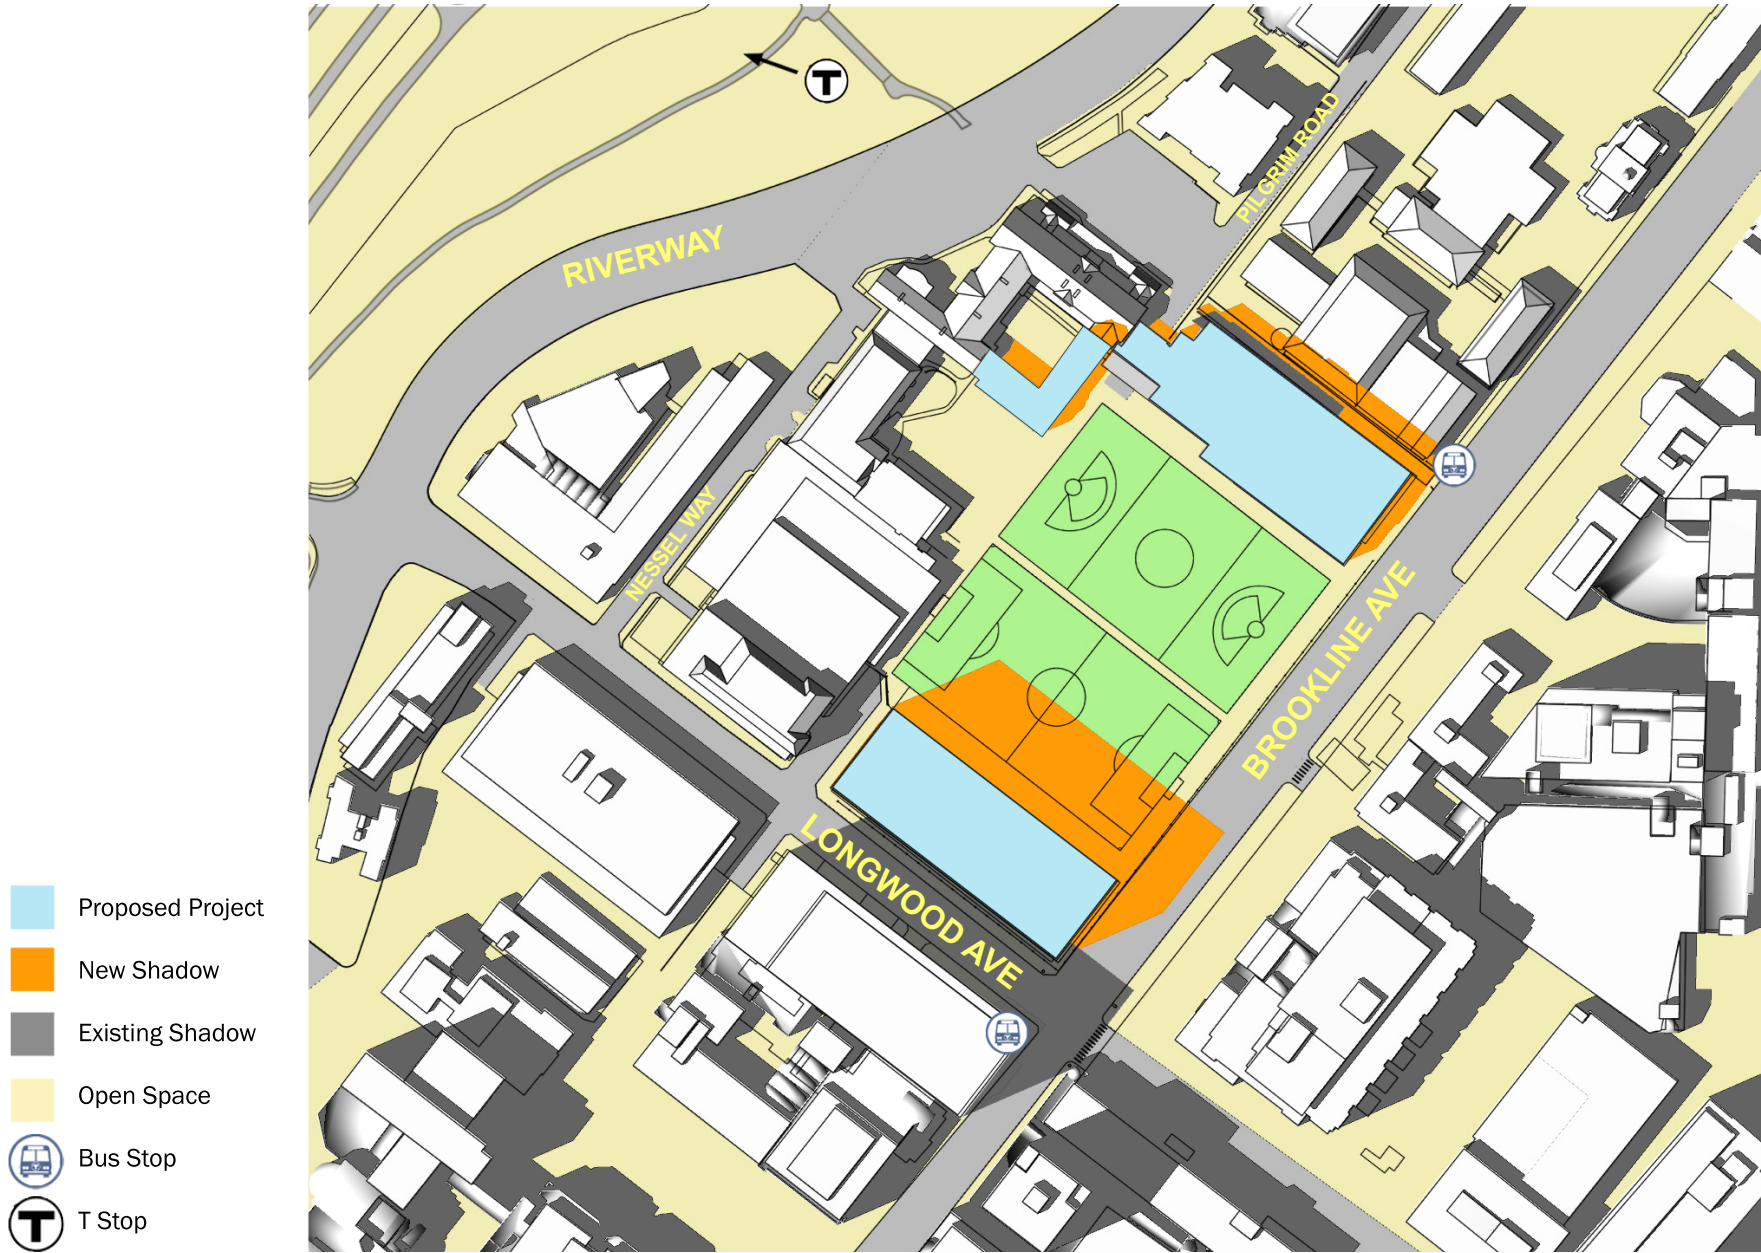 T
PILGRIM ROAD
RIVERWAY
NESSEL WAY
BROOKLINE AVE
LONGWOOD AVE
Proposed Project
New Shadow
Existing Shadow
Open Space
Bus Stop
T
T Stop